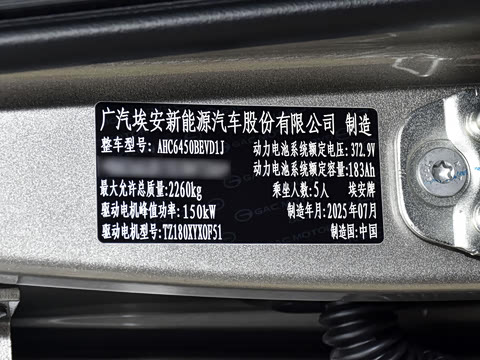 广汽埃安新能源汽车股份有限公司 制造
整车型号: AHC6450BEVD1J 动力电池系统额定电压: 372.9V
动力电池系统额定容量: 183Ah
最大允许总质量: 2260kg 乘坐人数: 5人 埃安牌
驱动电机峰值功率: 150kW 制造年月: 2025年07月
驱动电机型号: TZ180XYX0F51 制造国: 中国